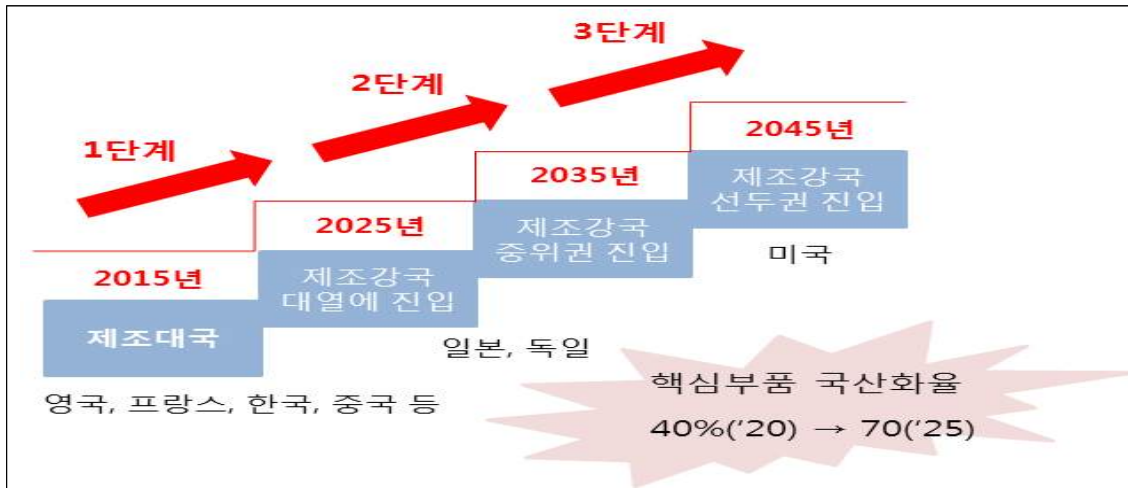 3단계
2단계
1단계
2045년
제조강국
선두권 진입
미국
2035년
제조강국
중위권 진입
2025년
제조강국
대열에 진입
일본, 독일
2015년
제조대국
영국, 프랑스, 한국, 중국 등
핵심부품 국산화율
40%('20) → 70('25)